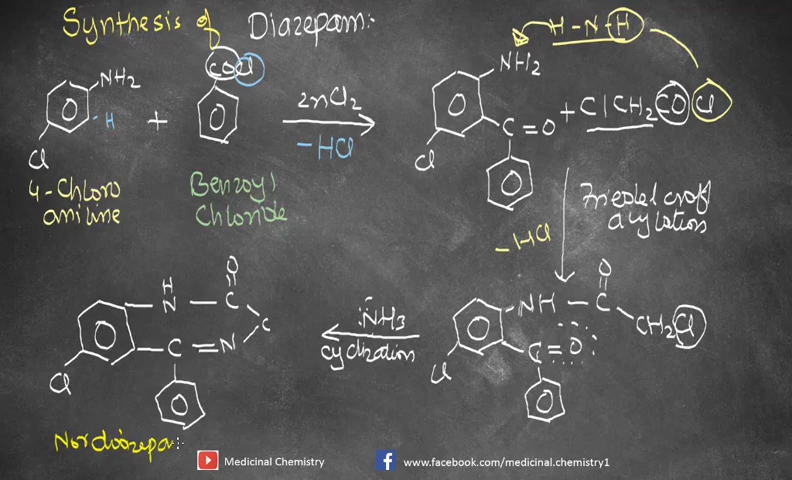 Synthesis of Diazepam:
H-N-H
COCl
NH2
ZnCl2
NH2
-H
+
+ ClCH2COCl
-HCl
C=O
Cl
Cl
4-Chloro aniline
Benzoyl Chloride
Friedel craft acylation
-HCl
H
O
O
N - C
:NH3
NH - C
C
CH2Cl
C=N
cyclization
C=O
Cl
Cl
Nordiazepa
Medicinal Chemistry
www.facebook.com/medicinal.chemistry1